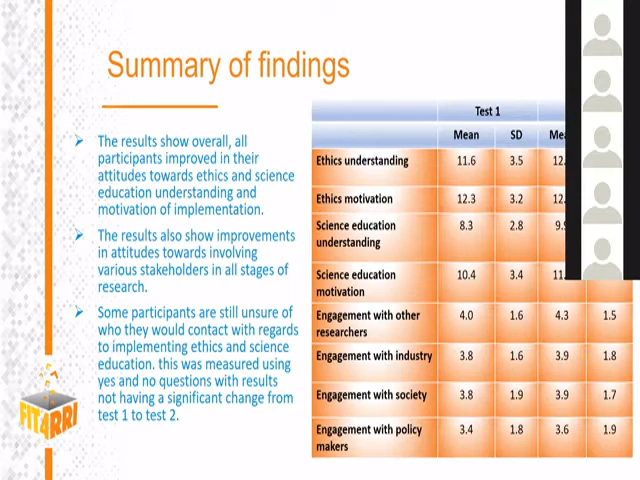 Summary of findings
The results show overall, all
participants improved in their
attitudes towards ethics and science
education understanding and
motivation of implementation.
The results also show improvements
in attitudes towards involving
various stakeholders in all stages of
research.
Some participants are still unsure of
who they would contact with regards
to implementing ethics and science
education. this was measured using
yes and no questions with results
not having a significant change from
test 1 to test 2.
FIT4RRI
Test 1
Mean SD
Ethics understanding 11.6 3.5
Ethics motivation 12.3 3.2
Science education
understanding 8.3 2.8
Science education
motivation 10.4 3.4
Engagement with other
researchers 4.0 1.6 4.3 1.5
Engagement with industry 3.8 1.6 3.9 1.8
Engagement with society 3.8 1.9 3.9 1.7
Engagement with policy
makers 3.4 1.8 3.6 1.9